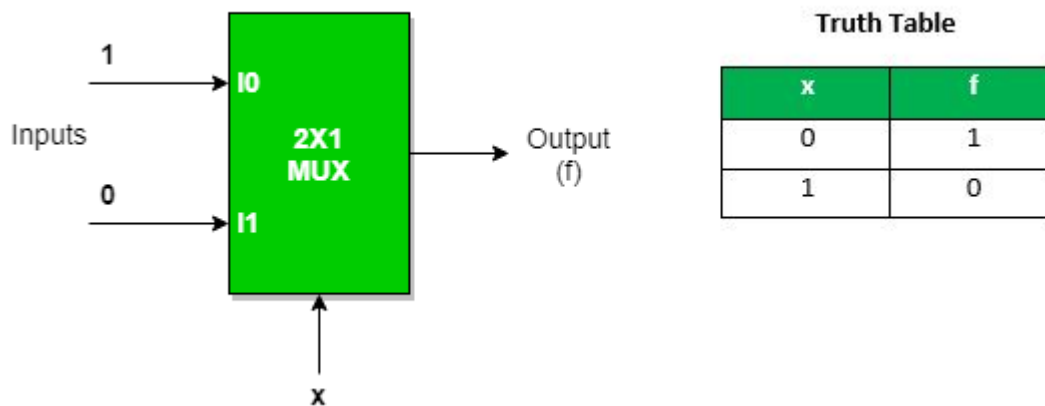 1
Inputs
0
I0
I1
2X1
MUX
x
Output
(f)
Truth Table
x f
0 1
1 0